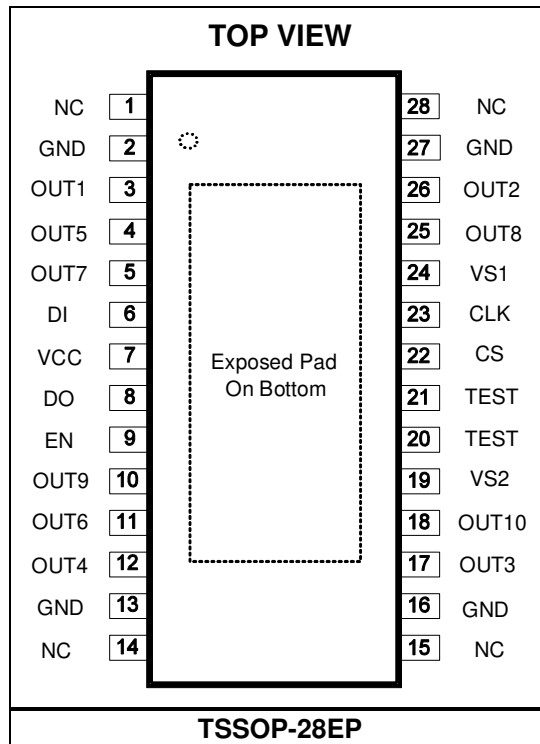 TOP VIEW
NC 1 28 NC
GND 2 27 GND
OUT1 3 26 OUT2
OUT5 4 25 OUT8
OUT7 5 24 VS1
DI 6 23 CLK
VCC 7 22 CS
Exposed Pad
On Bottom
DO 8 21 TEST
EN 9 20 TEST
OUT9 10 19 VS2
OUT6 11 18 OUT10
OUT4 12 17 OUT3
GND 13 16 GND
NC 14 15 NC
TSSOP-28EP